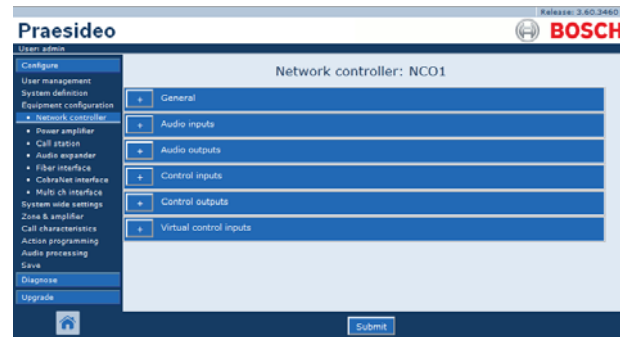 Release: 3.60.3460
Praesideo
BOSCH
User: admin
Configure
User management
System definition
Equipment configuration
• Network controller
• Power amplifier
• Call station
• Audio expander
• Fiber interface
• CobraNet interface
• Multi ch interface
System wide settings
Zone & amplifier
Call characteristics
Action programming
Audio processing
Save
Diagnose
Upgrade
Network controller: NCO1
+ General
+ Audio inputs
+ Audio outputs
+ Control inputs
+ Control outputs
+ Virtual control inputs
Submit